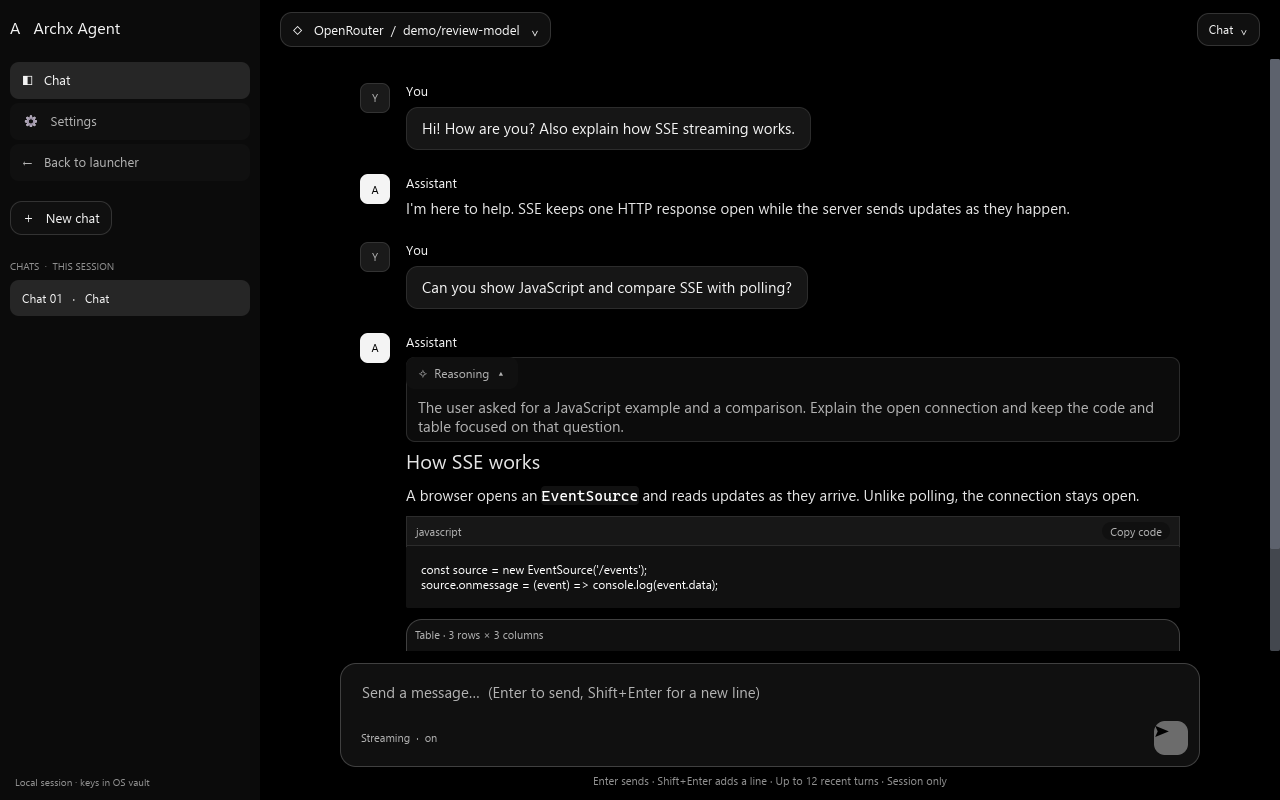 A Archx Agent
Chat
Settings
← Back to launcher
+ New chat
CHATS · THIS SESSION
Chat 01 · Chat
Local session · keys in OS vault
OpenRouter / demo/review-model
Chat
Y
You
Hi! How are you? Also explain how SSE streaming works.
A
Assistant
I'm here to help. SSE keeps one HTTP response open while the server sends updates as they happen.
Y
You
Can you show JavaScript and compare SSE with polling?
A
Assistant
Reasoning
The user asked for a JavaScript example and a comparison. Explain the open connection and keep the code and
table focused on that question.
How SSE works
A browser opens an EventSource and reads updates as they arrive. Unlike polling, the connection stays open.
javascript
Copy code
const source = new EventSource('/events');
source.onmessage = (event) => console.log(event.data);
Table · 3 rows × 3 columns
Send a message... (Enter to send, Shift+Enter for a new line)
Streaming · on
Enter sends · Shift+Enter adds a line · Up to 12 recent turns · Session only